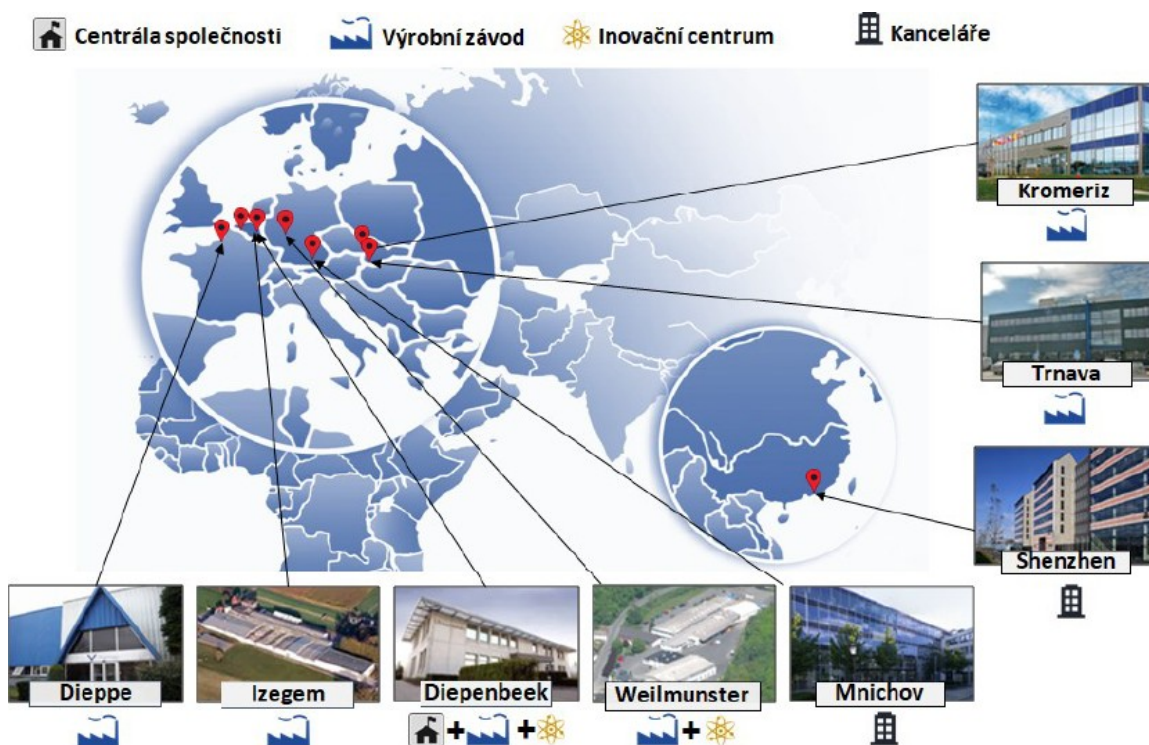 Centrála společnosti
Výrobní závod
Inovační centrum
Kanceláře
Kromeriz
Trnava
Shenzhen
Dieppe
Izegem
Diepenbeek
Weilmunster
Mnichov
+ +
+